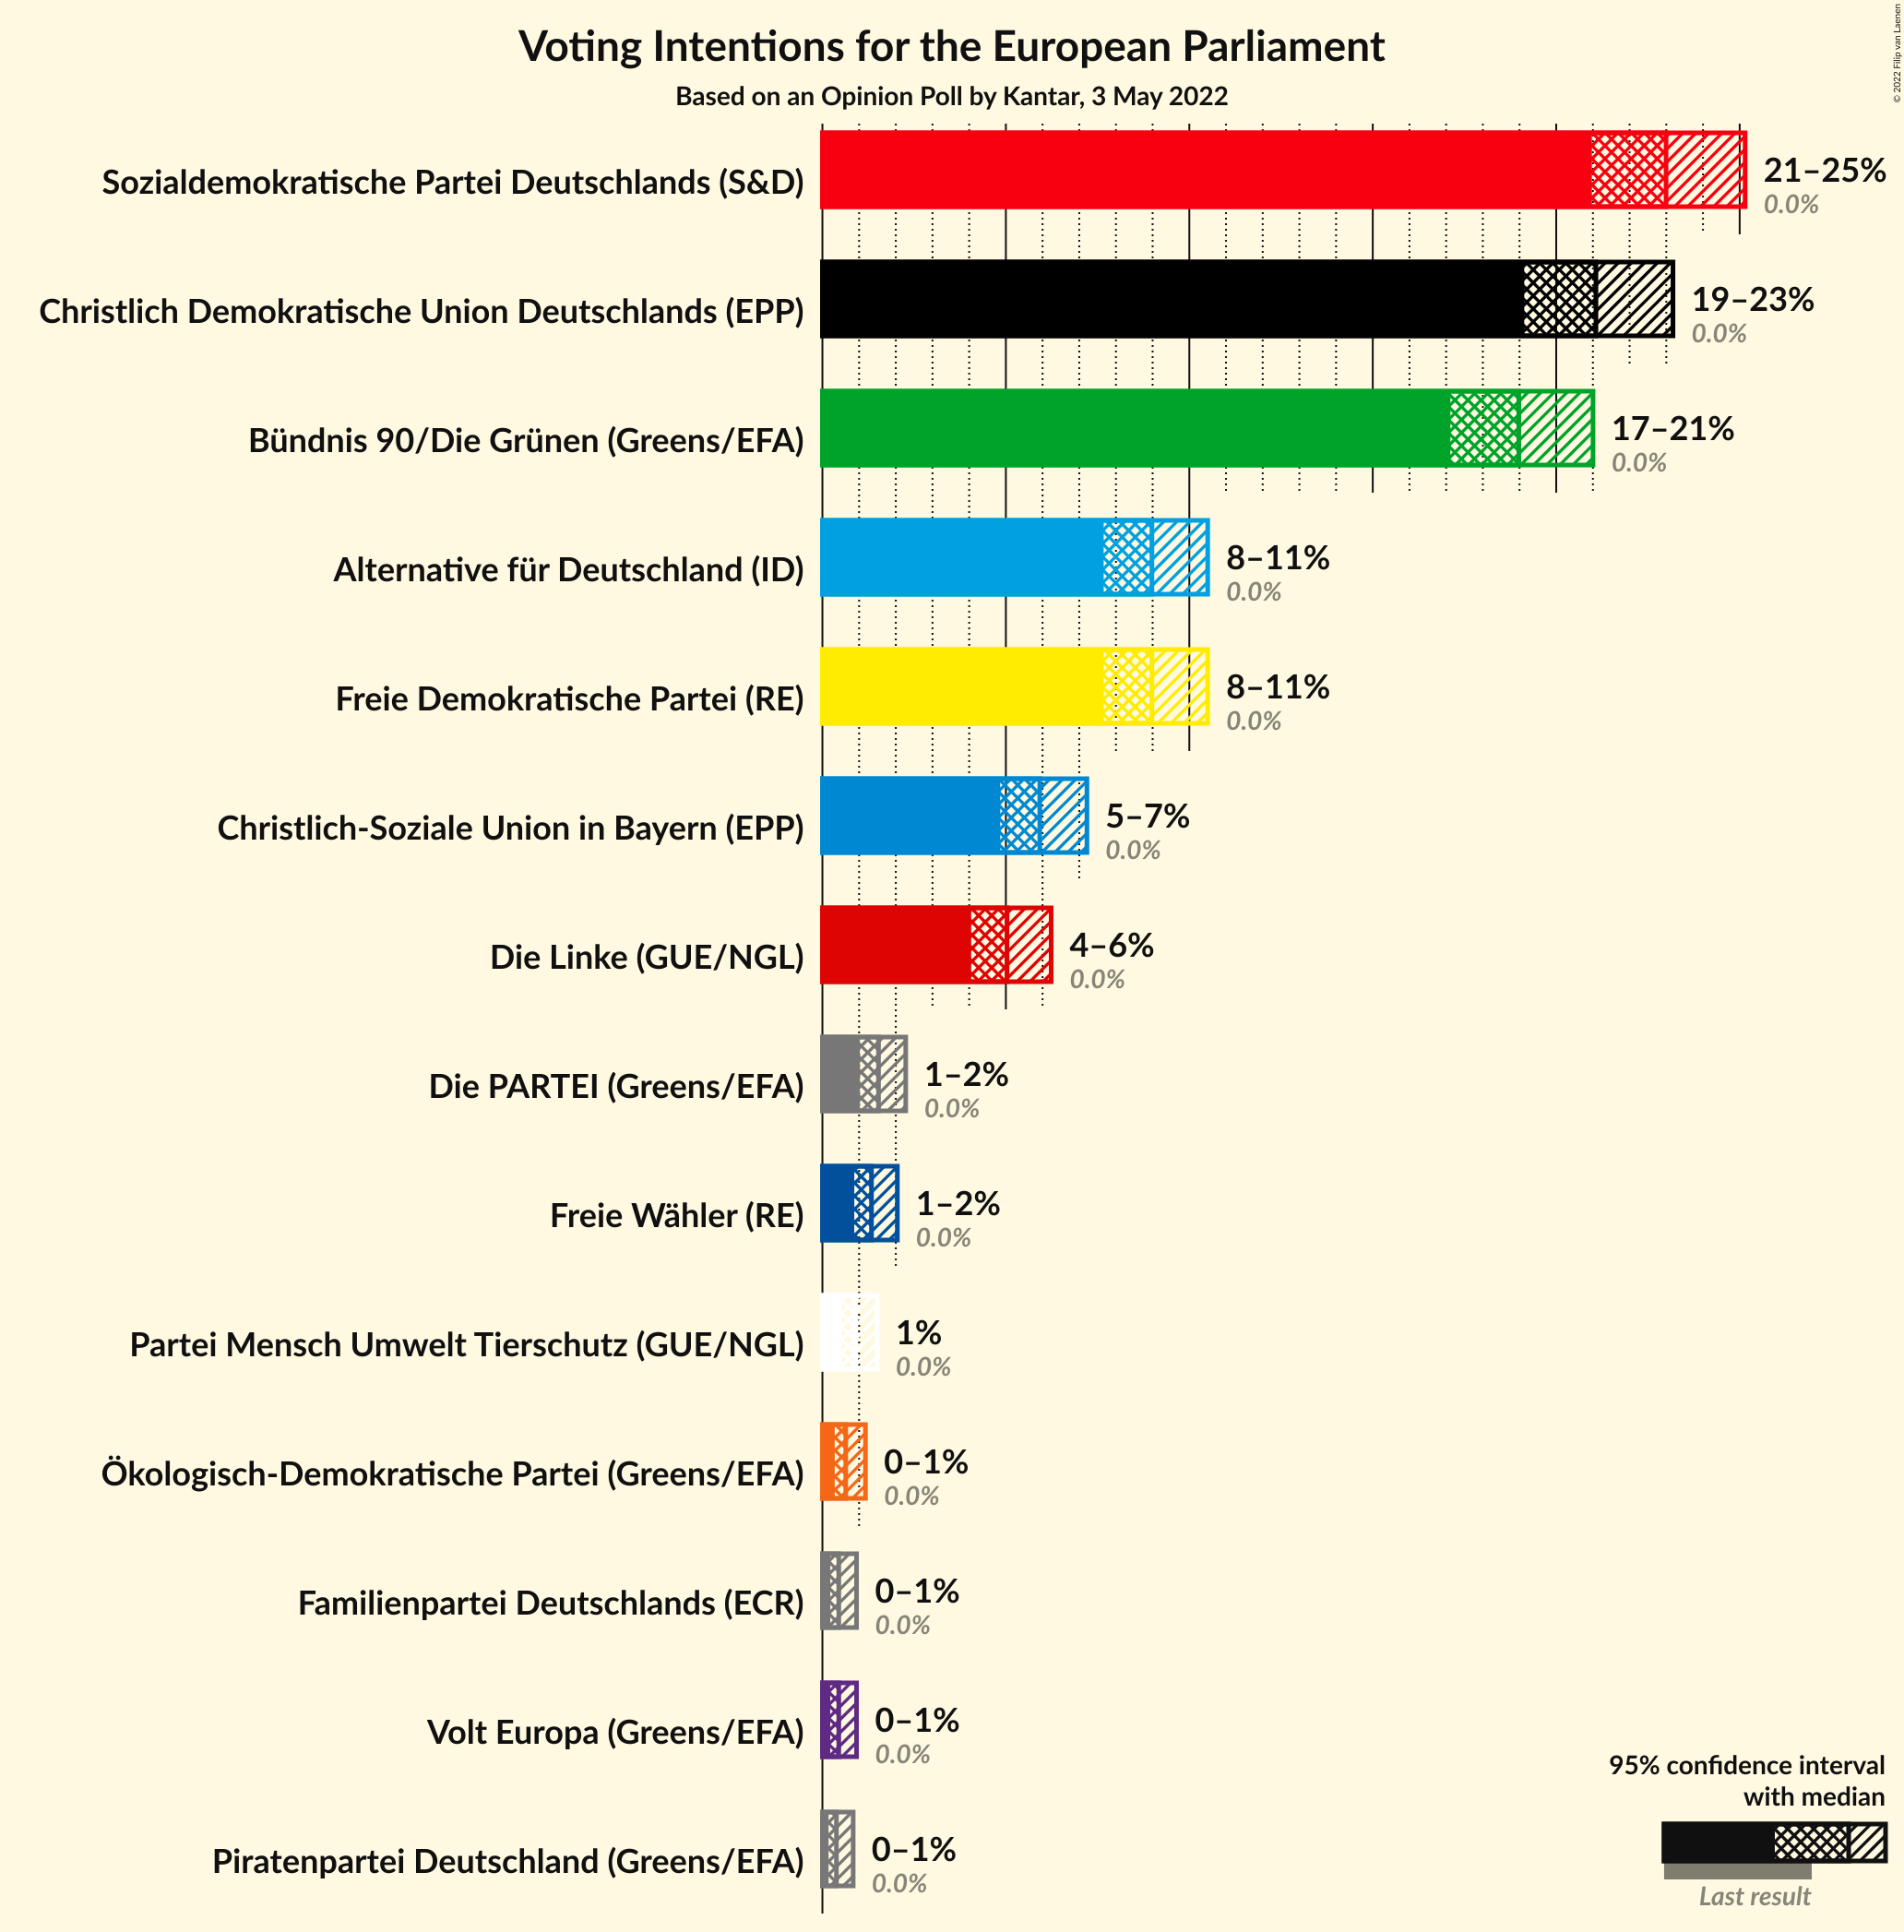 Voting Intentions for the European Parliament
Based on an Opinion Poll by Kantar, 3 May 2022
© 2022 Filip van Laenen
Sozialdemokratische Partei Deutschlands (S&D)
21–25%
0.0%
Christlich Demokratische Union Deutschlands (EPP)
19–23%
0.0%
Bündnis 90/Die Grünen (Greens/EFA)
17–21%
0.0%
Alternative für Deutschland (ID)
8–11%
0.0%
Freie Demokratische Partei (RE)
8–11%
0.0%
Christlich-Soziale Union in Bayern (EPP)
5–7%
0.0%
Die Linke (GUE/NGL)
4–6%
0.0%
Die PARTEI (Greens/EFA)
1–2%
0.0%
Freie Wähler (RE)
1–2%
0.0%
Partei Mensch Umwelt Tierschutz (GUE/NGL)
1%
0.0%
Ökologisch-Demokratische Partei (Greens/EFA)
0–1%
0.0%
Familienpartei Deutschlands (ECR)
0–1%
0.0%
Volt Europa (Greens/EFA)
0–1%
0.0%
Piratenpartei Deutschland (Greens/EFA)
0–1%
0.0%
95% confidence interval
with median
Last result